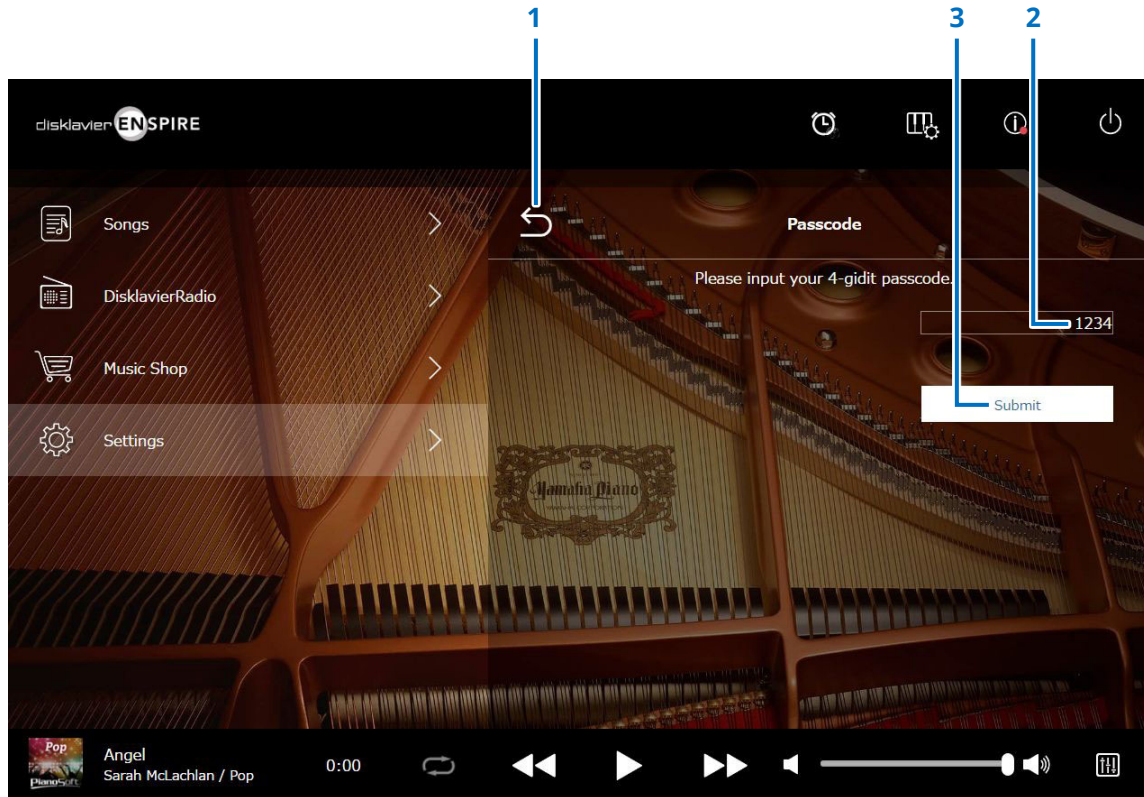 1
3
2
disklavier ENSPIRE
Songs
Passcode
Please input your 4-gidit passcode.
DisklavierRadio
1234
Music Shop
Submit
Settings
Yamaha Piano
Pop
PianoSoft
Angel
Sarah McLachlan / Pop
0:00